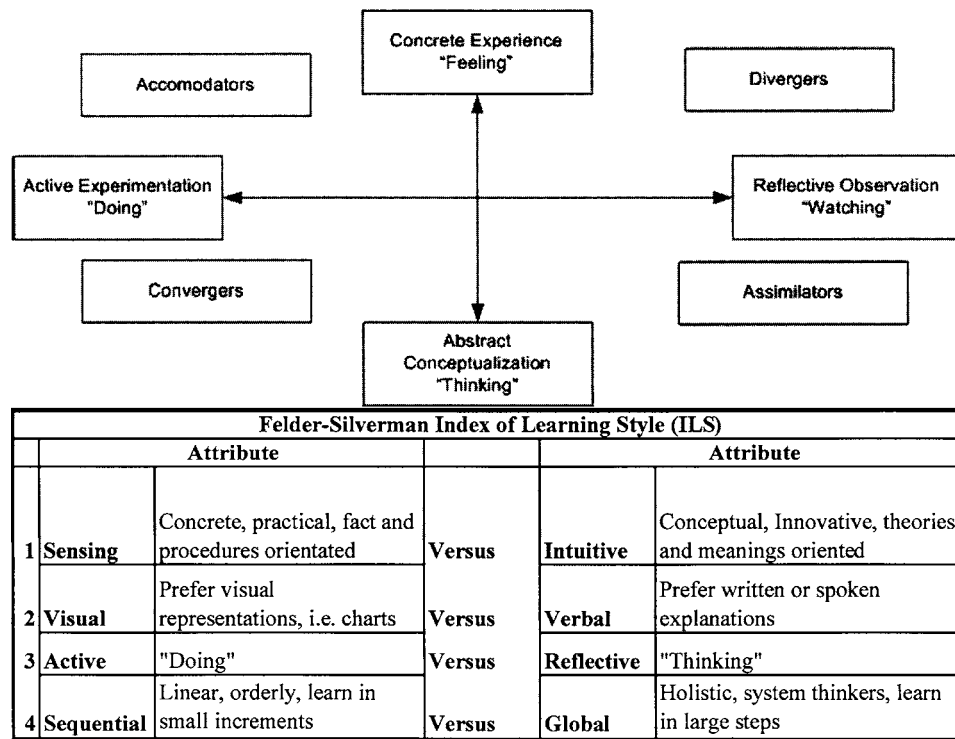 Concrete Experience
"Feeling"
Accomodators
Divergers
Active Experimentation
"Doing"
Reflective Observation
"Watching"
Convergers
Assimilators
Abstract
Conceptualization
"Thinking"
Felder-Silverman Index of Learning Style (ILS)
Attribute Attribute
1 Sensing Concrete, practical, fact and procedures orientated Versus Intuitive Conceptual, Innovative, theories and meanings oriented
2 Visual Prefer visual representations, i.e. charts Versus Verbal Prefer written or spoken explanations
3 Active "Doing" Versus Reflective "Thinking"
4 Sequential Linear, orderly, learn in small increments Versus Global Holistic, system thinkers, learn in large steps